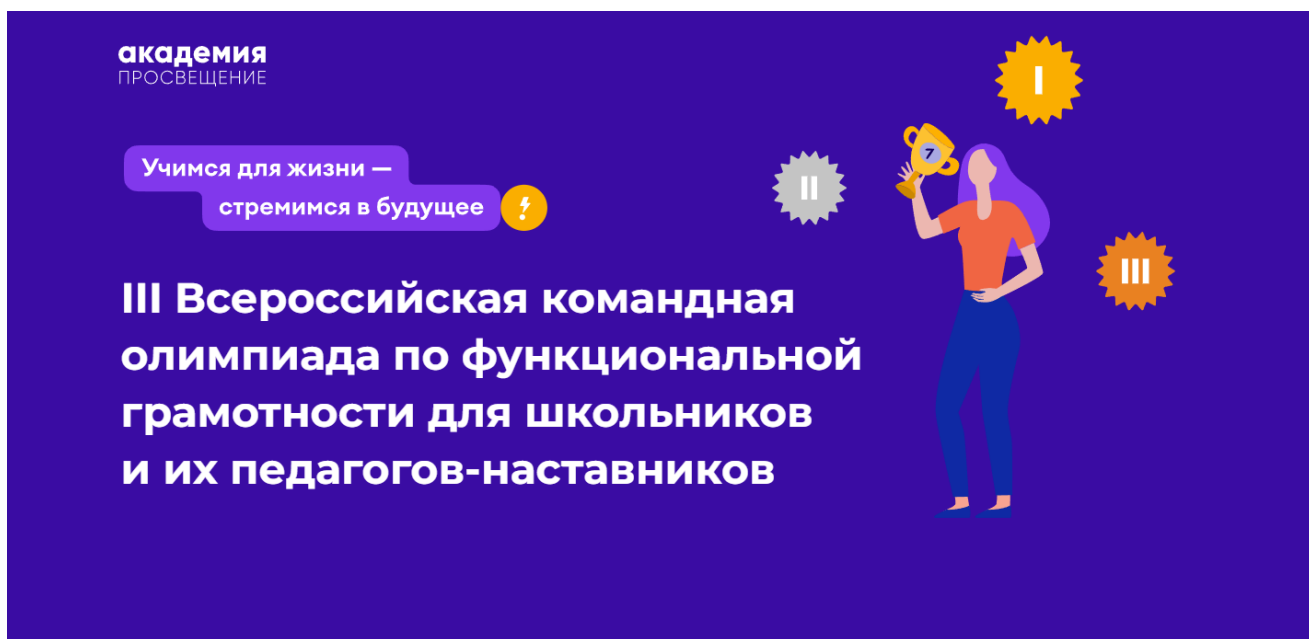 академия
ПРОСВЕЩЕНИЕ
Учимся для жизни —
стремимся в будущее
III Всероссийская командная
олимпиада по функциональной
грамотности для школьников
и их педагогов-наставников
I
II
7
III